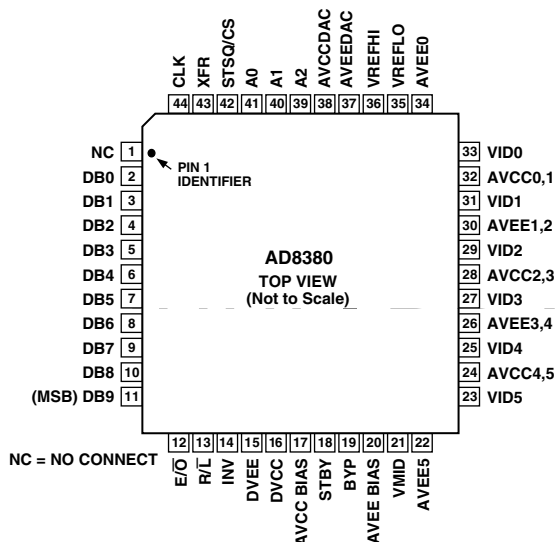 CLK XFR STSQ/CS A0 A1 A2 AVCCDAC AVEEDAC VREFHI VREFLO AVEE0
44 43 42 41 40 39 38 37 36 35 34
NC 1
DB0 2
DB1 3
DB2 4
DB3 5
DB4 6
DB5 7
DB6 8
DB7 9
DB8 10
(MSB) DB9 11
PIN 1
IDENTIFIER
AD8380
TOP VIEW
(Not to Scale)
33 VID0
32 AVCC0,1
31 VID1
30 AVEE1,2
29 VID2
28 AVCC2,3
27 VID3
26 AVEE3,4
25 VID4
24 AVCC4,5
23 VID5
12 13 14 15 16 17 18 19 20 21 22
E/O̅ R/L̅ INV DVEE DVCC AVCC BIAS STBY BYP AVEE BIAS VMID AVEE5
NC = NO CONNECT